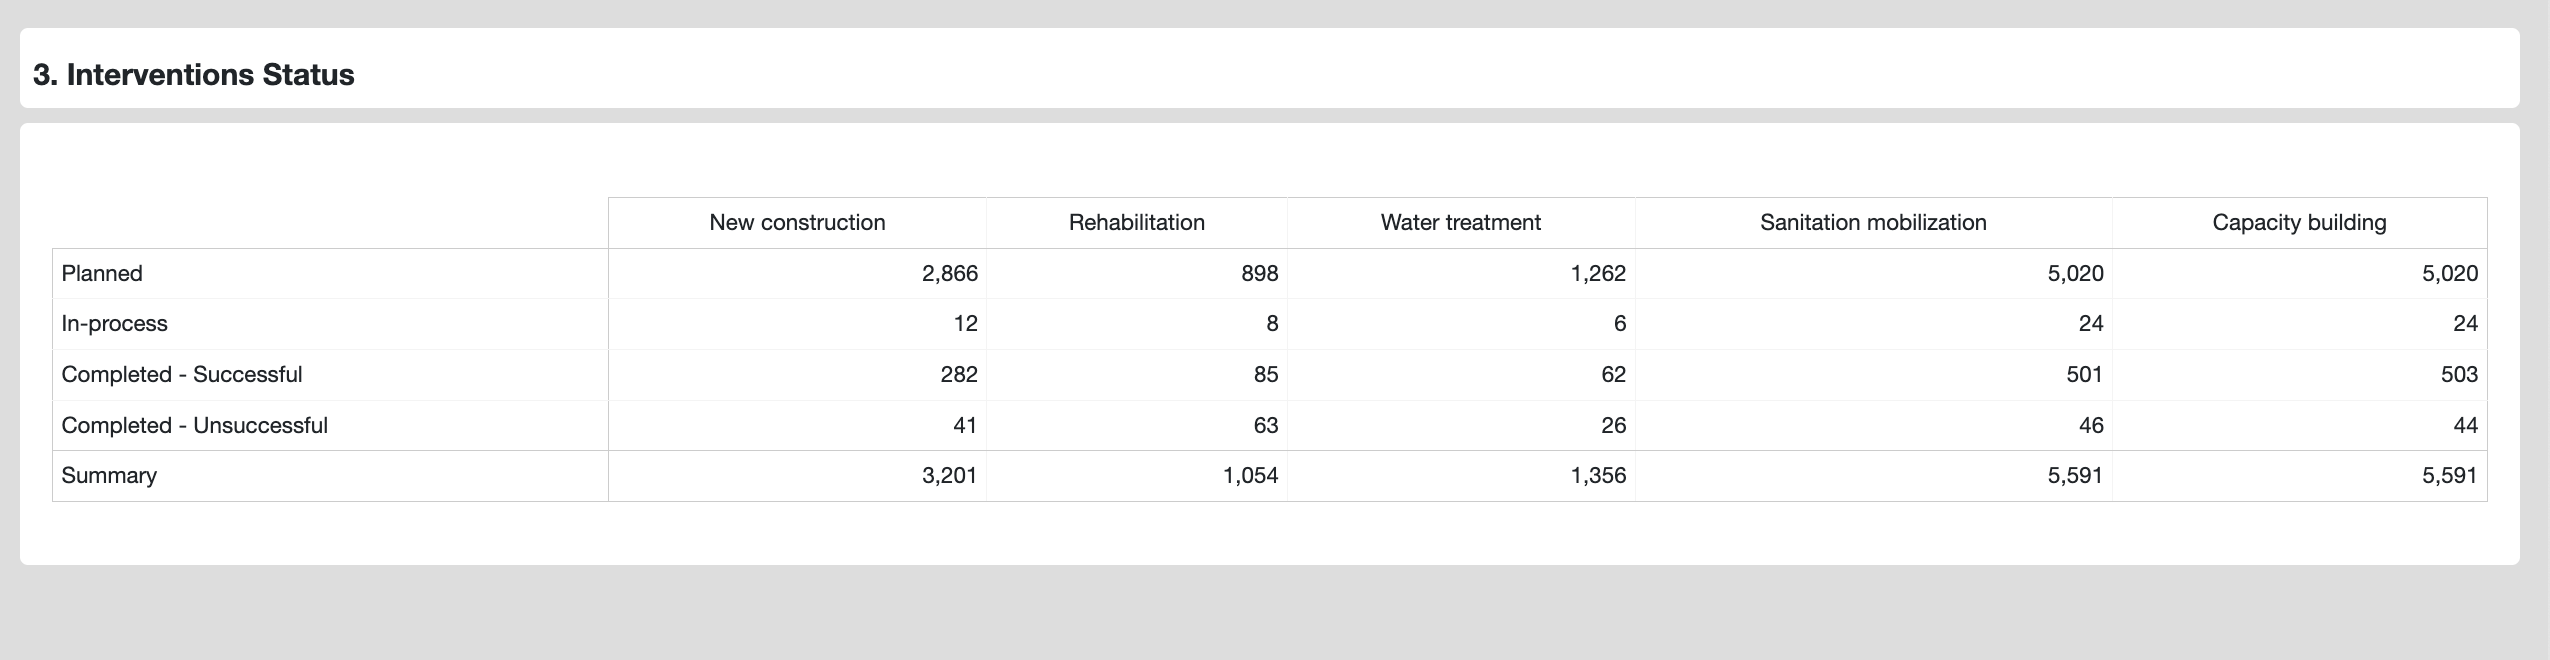 3. Interventions Status
New construction Rehabilitation Water treatment Sanitation mobilization Capacity building
Planned 2,866 898 1,262 5,020 5,020
In-process 12 8 6 24 24
Completed - Successful 282 85 62 501 503
Completed - Unsuccessful 41 63 26 46 44
Summary 3,201 1,054 1,356 5,591 5,591